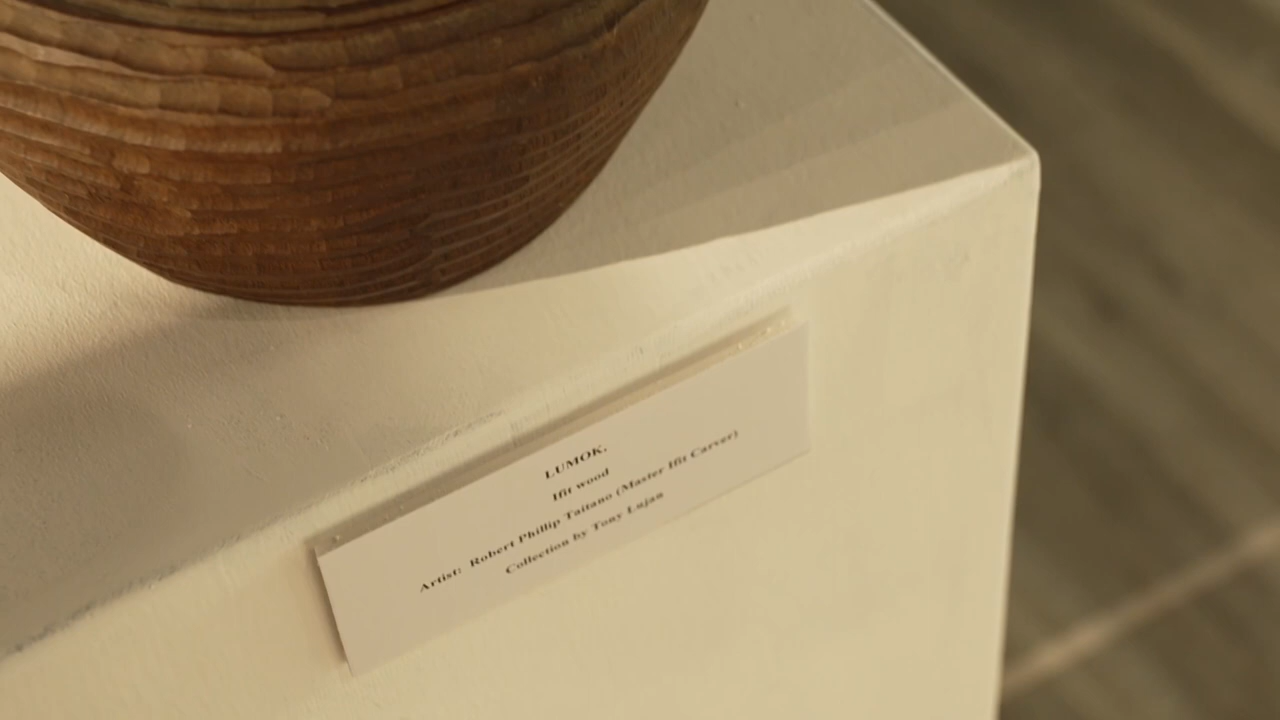 LUMOK.
Ifit wood
Artist: Robert Phillip Taitano (Master Ifit Carver)
Collection by Tony Lujan